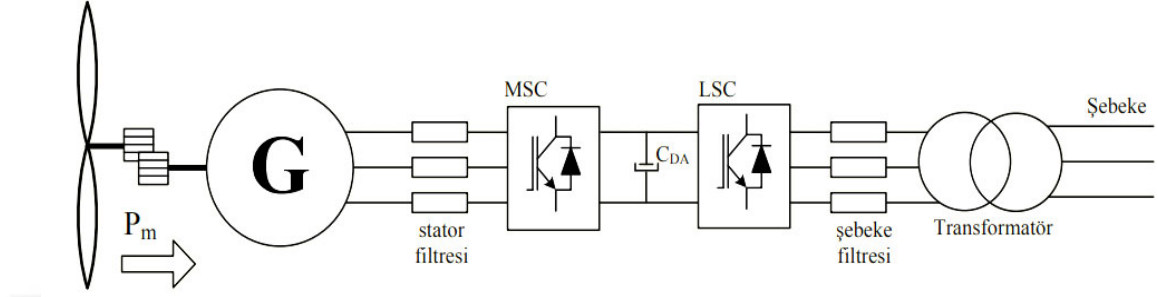 MSC
LSC
Şebeke
G
C_DA
P_m
stator
filtresi
şebeke
filtresi
Transformatör